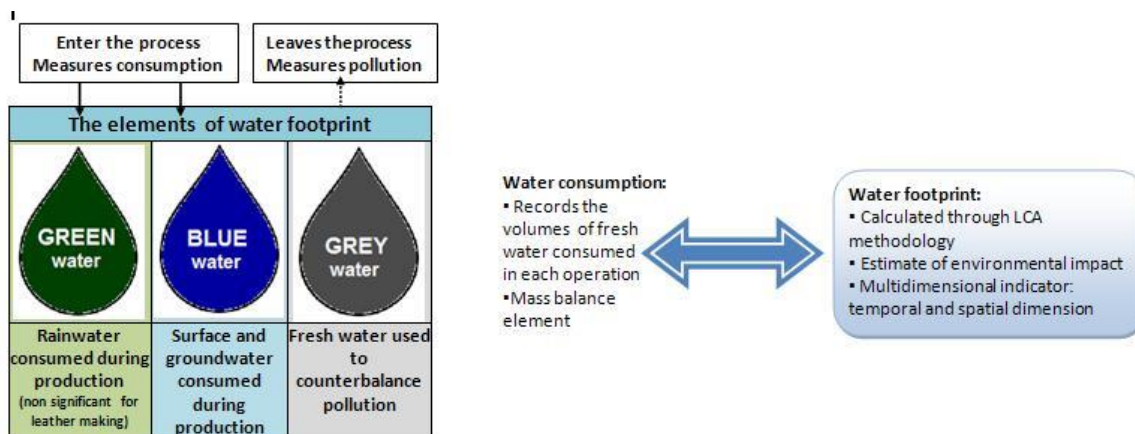 Enter the process
Measures consumption
Leaves theprocess
Measures pollution
The elements of water footprint
GREEN
water
BLUE
water
GREY
water
Rainwater
consumed during
production
(non significant for
leather making)
Surface and
groundwater
consumed
during
production
Fresh water used
to
counterbalance
pollution
Water consumption:
▪ Records the
volumes of fresh
water consumed
in each operation
▪Mass balance
element
Water footprint:
▪ Calculated through LCA
methodology
▪ Estimate of environmental impact
▪ Multidimensional indicator:
temporal and spatial dimension